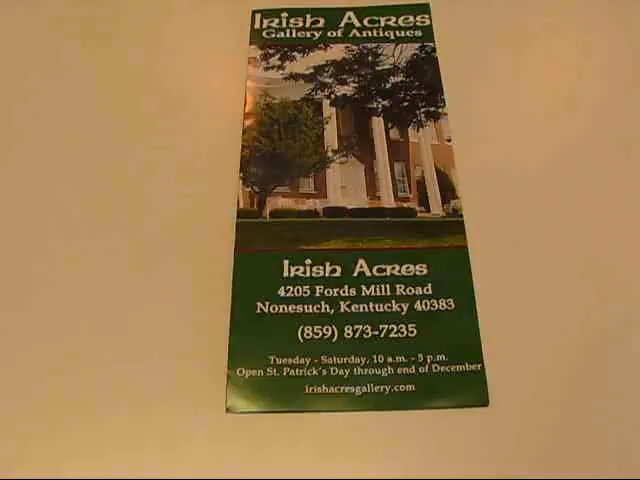 Irish Acres
Gallery of Antiques
Irish Acres
4205 Fords Mill Road
Nonesuch, Kentucky 40383
(859) 873-7235
Tuesday - Saturday, 10 a.m. - 5 p.m.
Open St. Patrick's Day through end of December
irishacresgallery.com